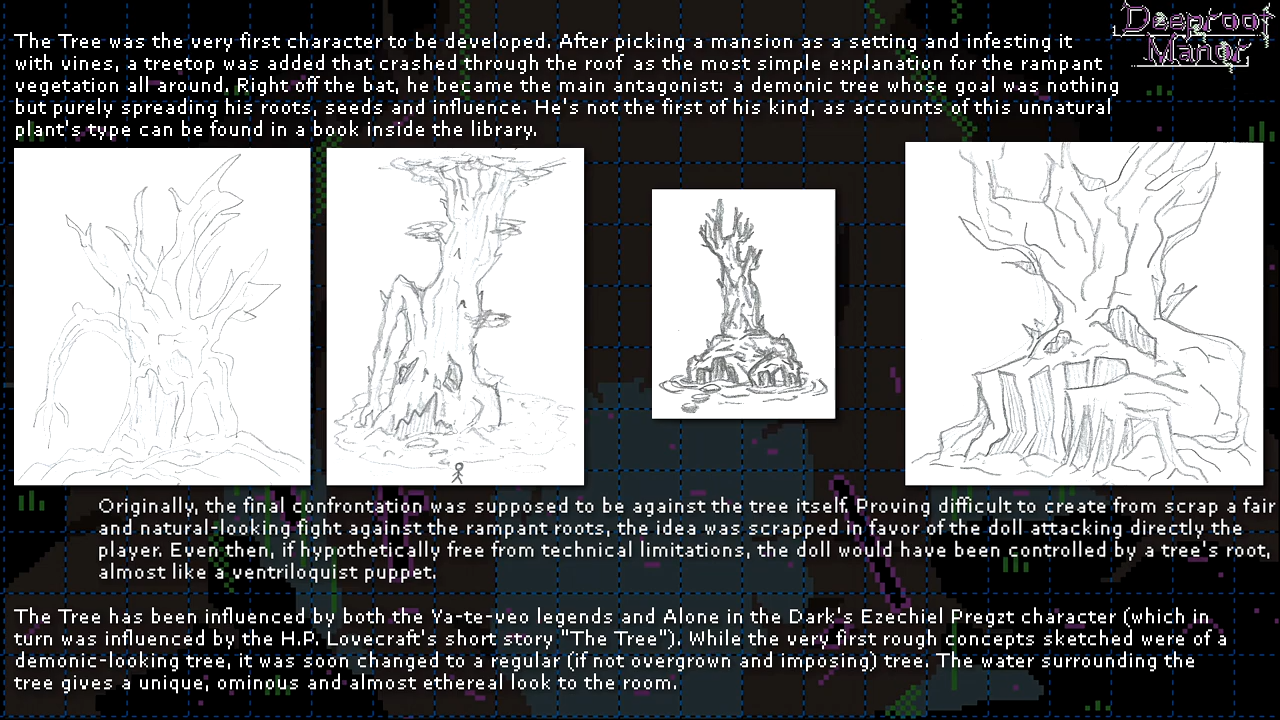 Deeproot
Manor
The Tree was the very first character to be developed. After picking a mansion as a setting and infesting it
with vines, a treetop was added that crashed through the roof as the most simple explanation for the rampant
vegetation all around. Right off the bat, he became the main antagonist: a demonic tree whose goal was nothing
but purely spreading his roots, seeds and influence. He's not the first of his kind, as accounts of this unnatural
plant's type can be found in a book inside the library.
Originally, the final confrontation was supposed to be against the tree itself. Proving difficult to create from scrap a fair
and natural-looking fight against the rampant roots, the idea was scrapped in favor of the doll attacking directly the
player. Even then, if hypothetically free from technical limitations, the doll would have been controlled by a tree's root,
almost like a ventriloquist puppet.
The Tree has been influenced by both the Ya-te-veo legends and Alone in the Dark's Ezechiel Pregzt character (which in
turn was influenced by the H.P. Lovecraft's short story "The Tree"). While the very first rough concepts sketched were of a
demonic-looking tree, it was soon changed to a regular (if not overgrown and imposing) tree. The water surrounding the
tree gives a unique, ominous and almost ethereal look to the room.